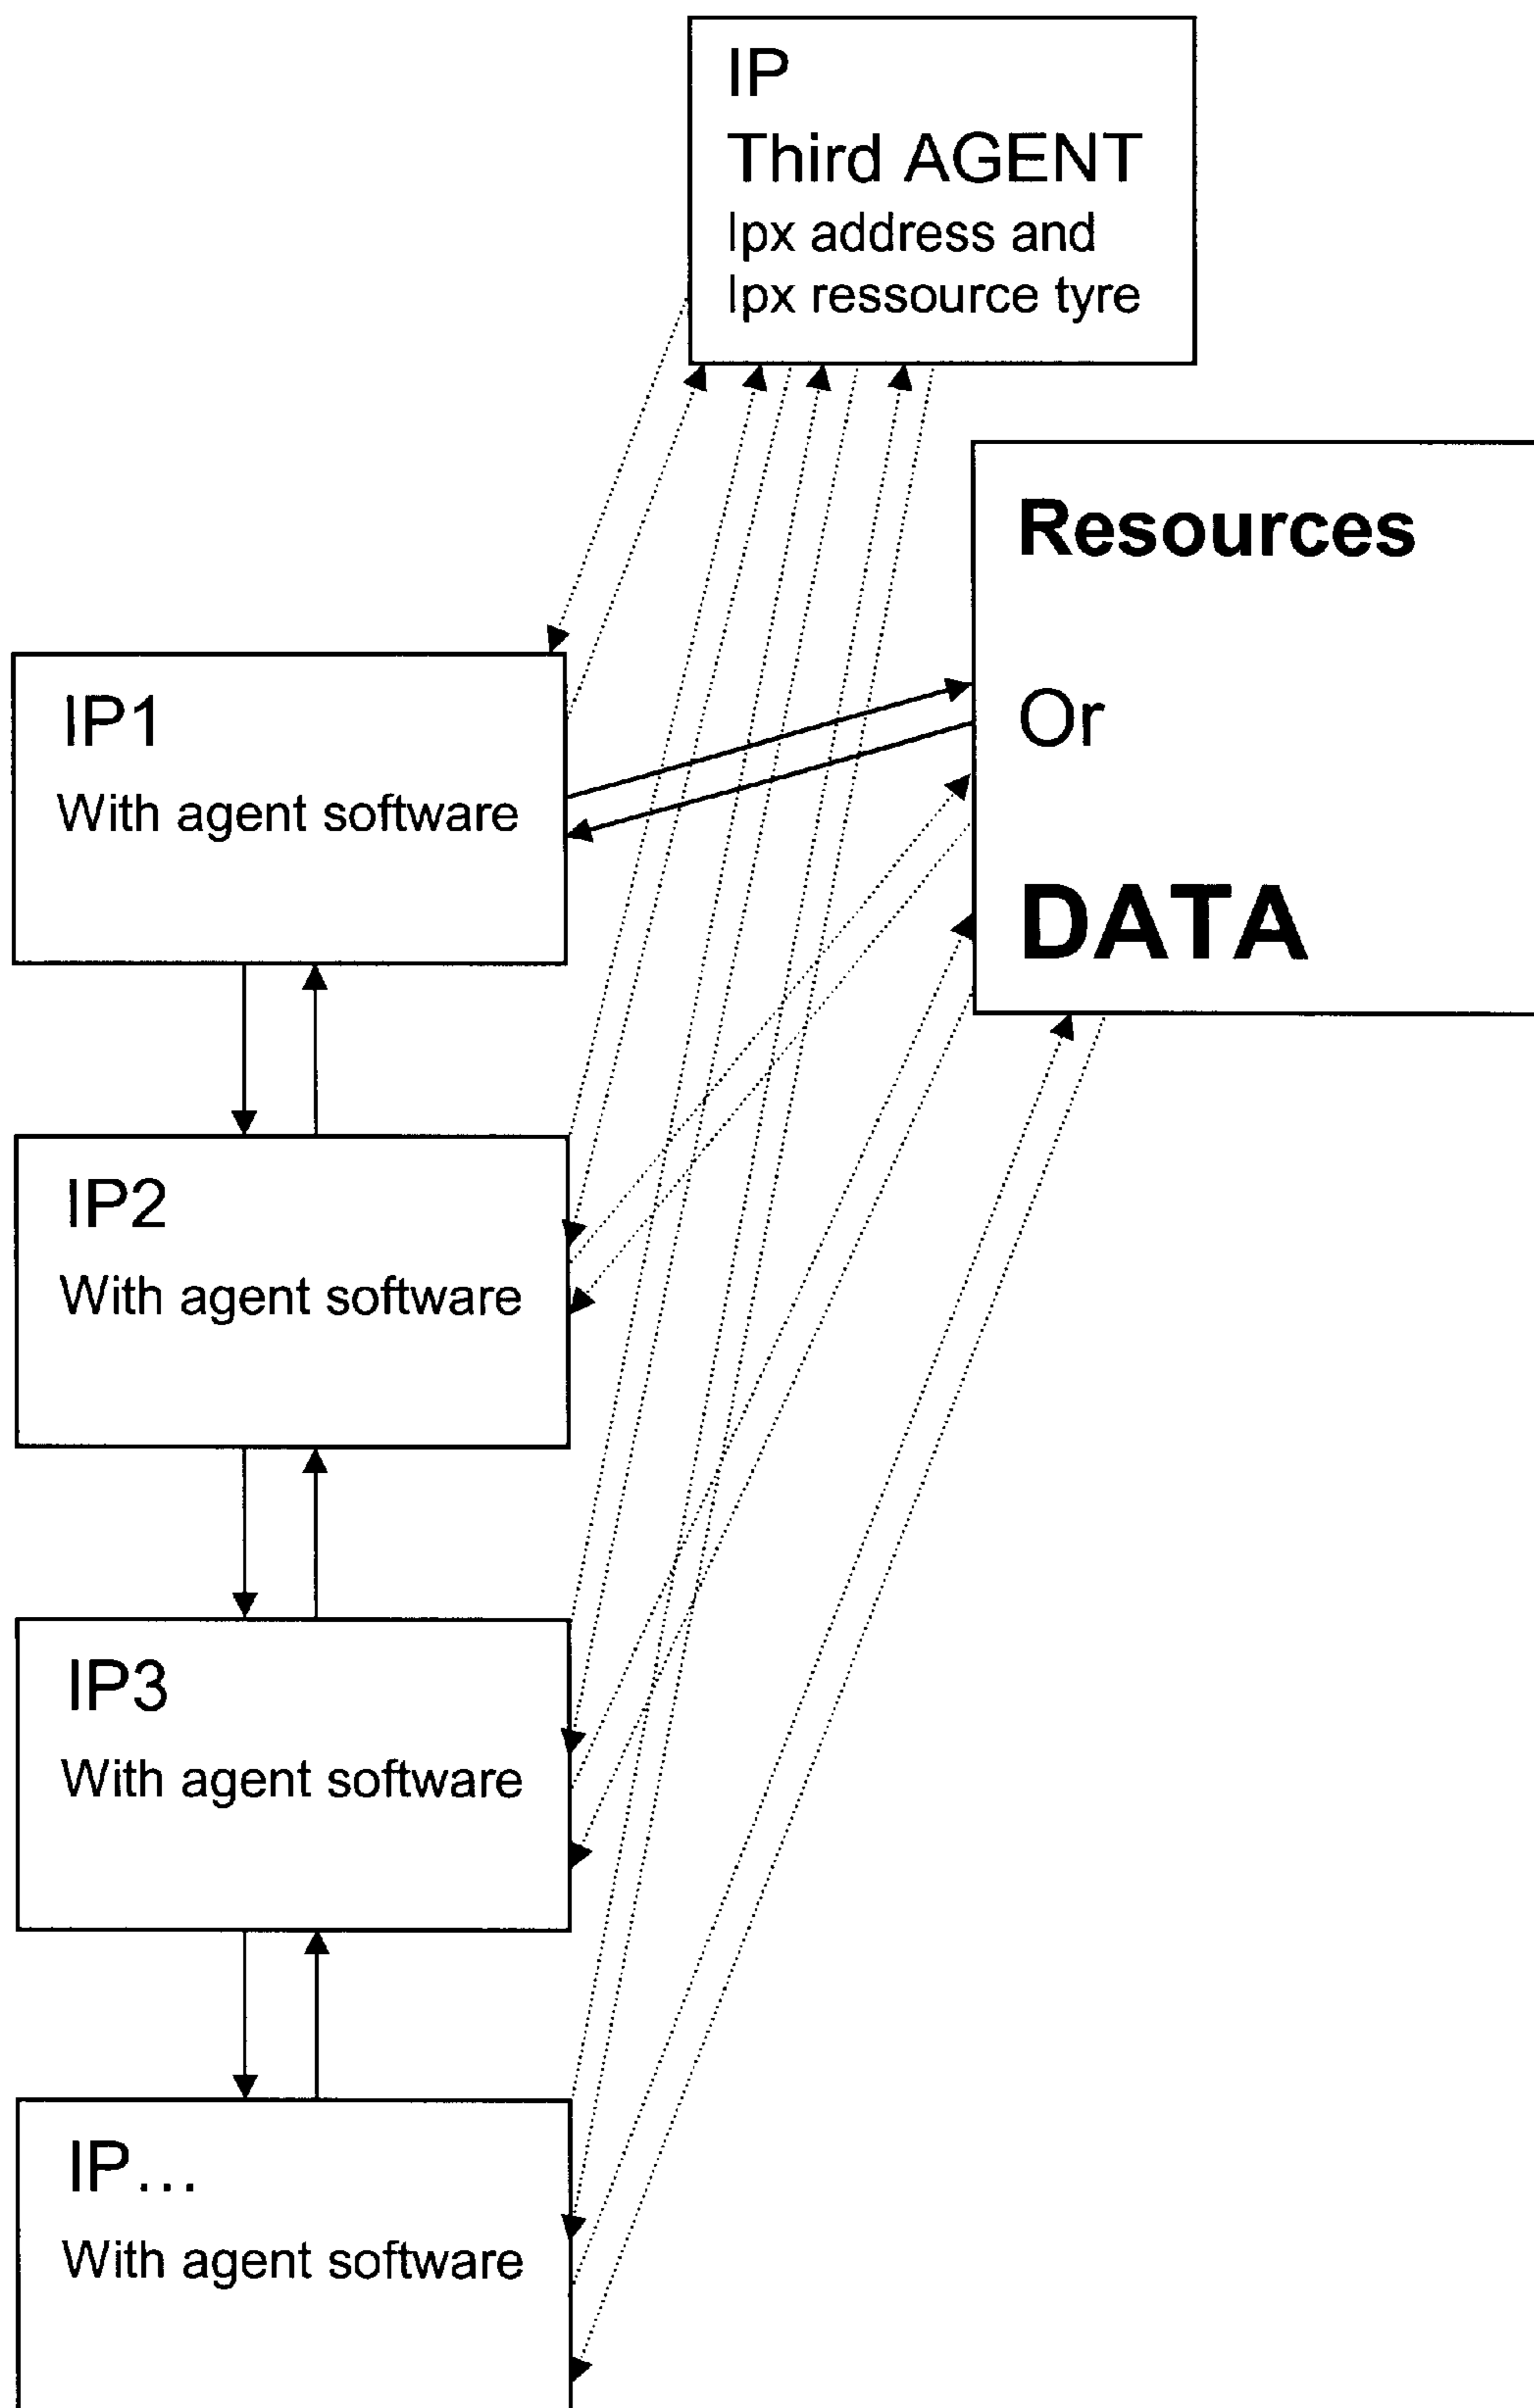 IP
Third AGENT
Ipx address and
Ipx ressource tyre
Resources
Or
DATA
IP1
With agent software
IP2
With agent software
IP3
With agent software
IP...
With agent software